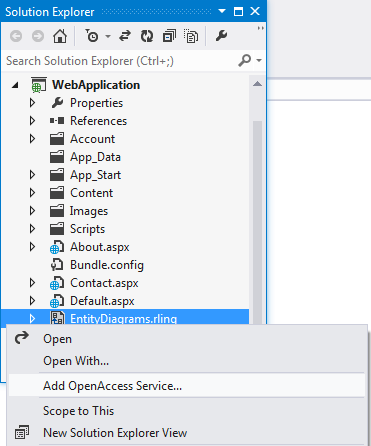 Solution Explorer
Search Solution Explorer (Ctrl+;)
WebApplication
Properties
References
Account
App_Data
App_Start
Content
Images
Scripts
About.aspx
Bundle.config
Contact.aspx
Default.aspx
EntityDiagrams.rlinq
Open
Open With...
Add OpenAccess Service...
Scope to This
New Solution Explorer View